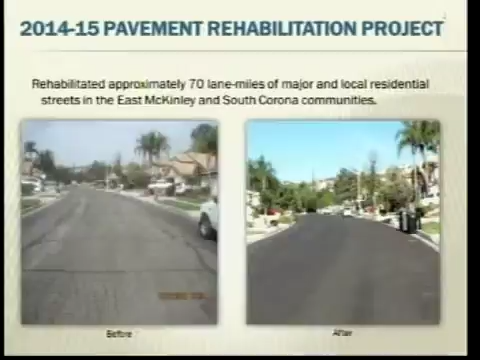 2014-15 PAVEMENT REHABILITATION PROJECT
Rehabilitated approximately 70 lane-miles of major and local residential
streets in the East McKinley and South Corona communities.
Before
After